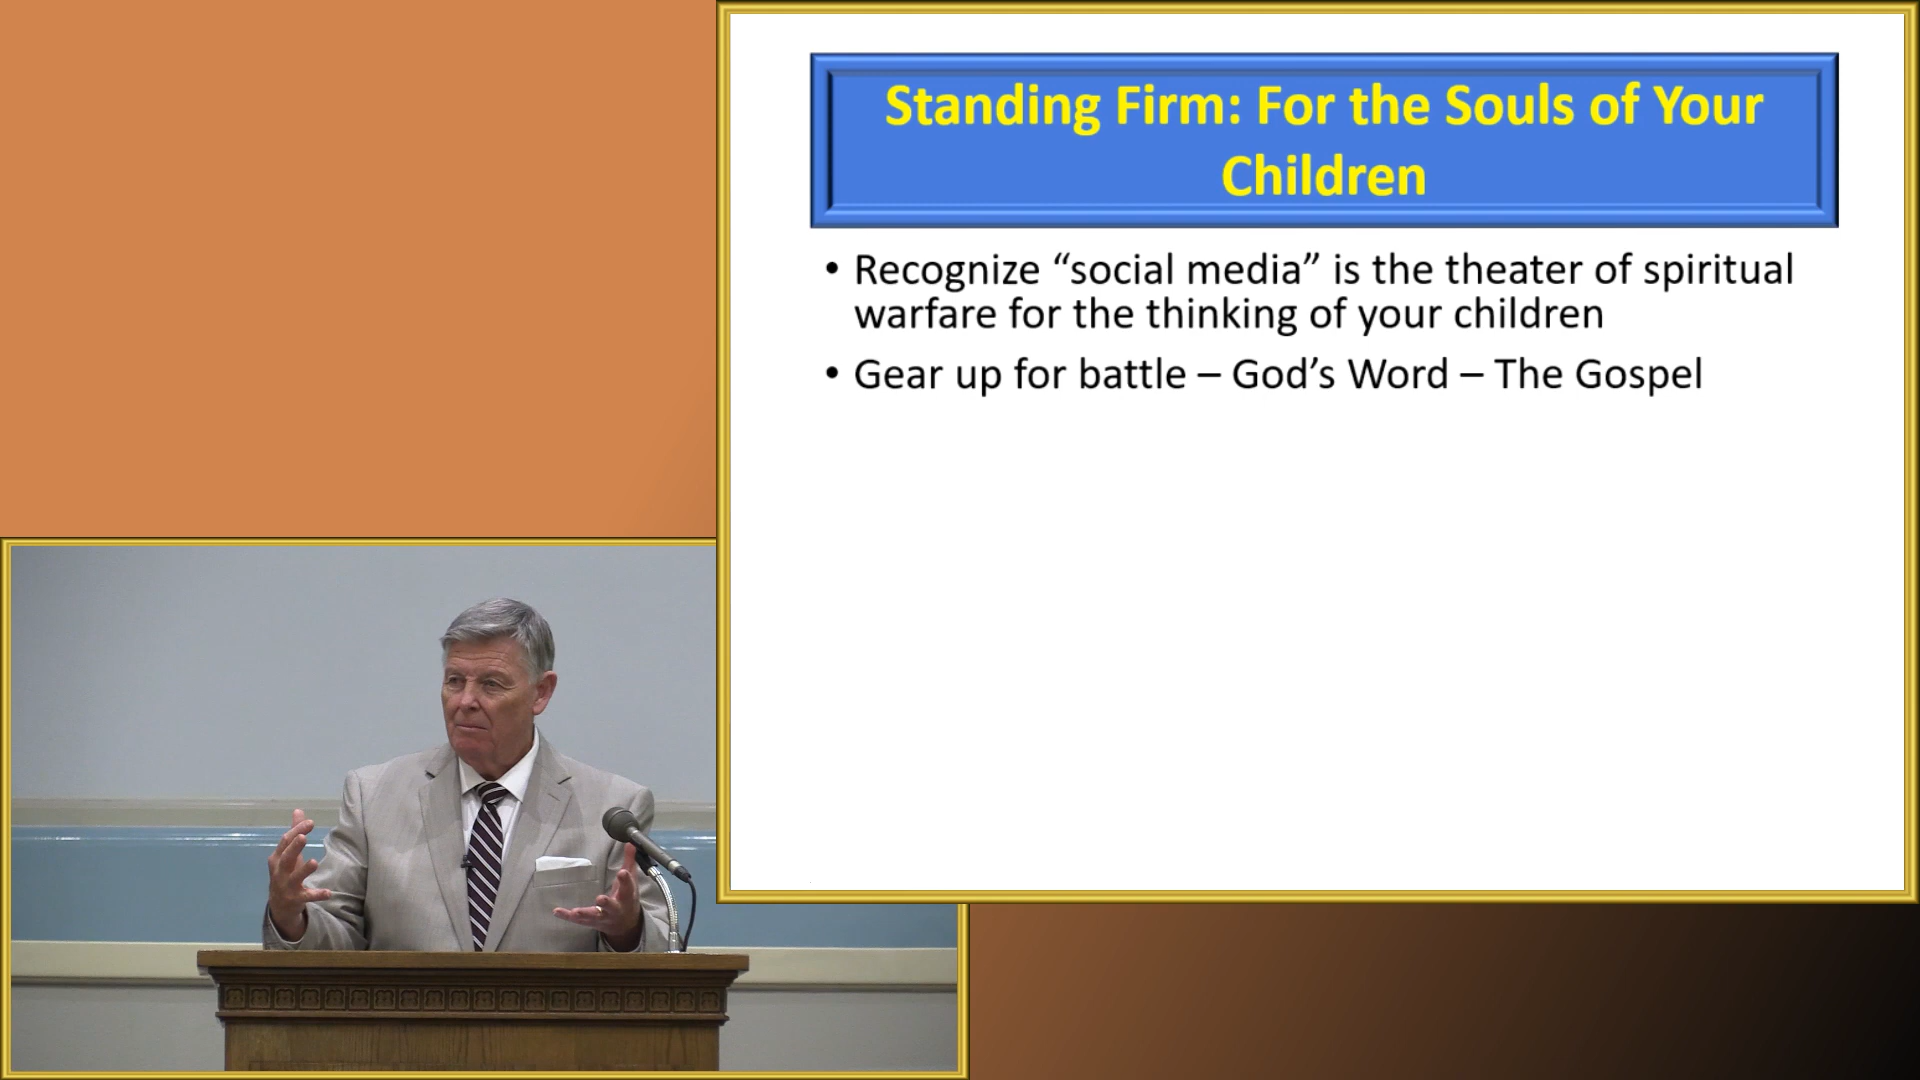 Standing Firm: For the Souls of Your
Children
• Recognize “social media” is the theater of spiritual
warfare for the thinking of your children
• Gear up for battle – God’s Word – The Gospel